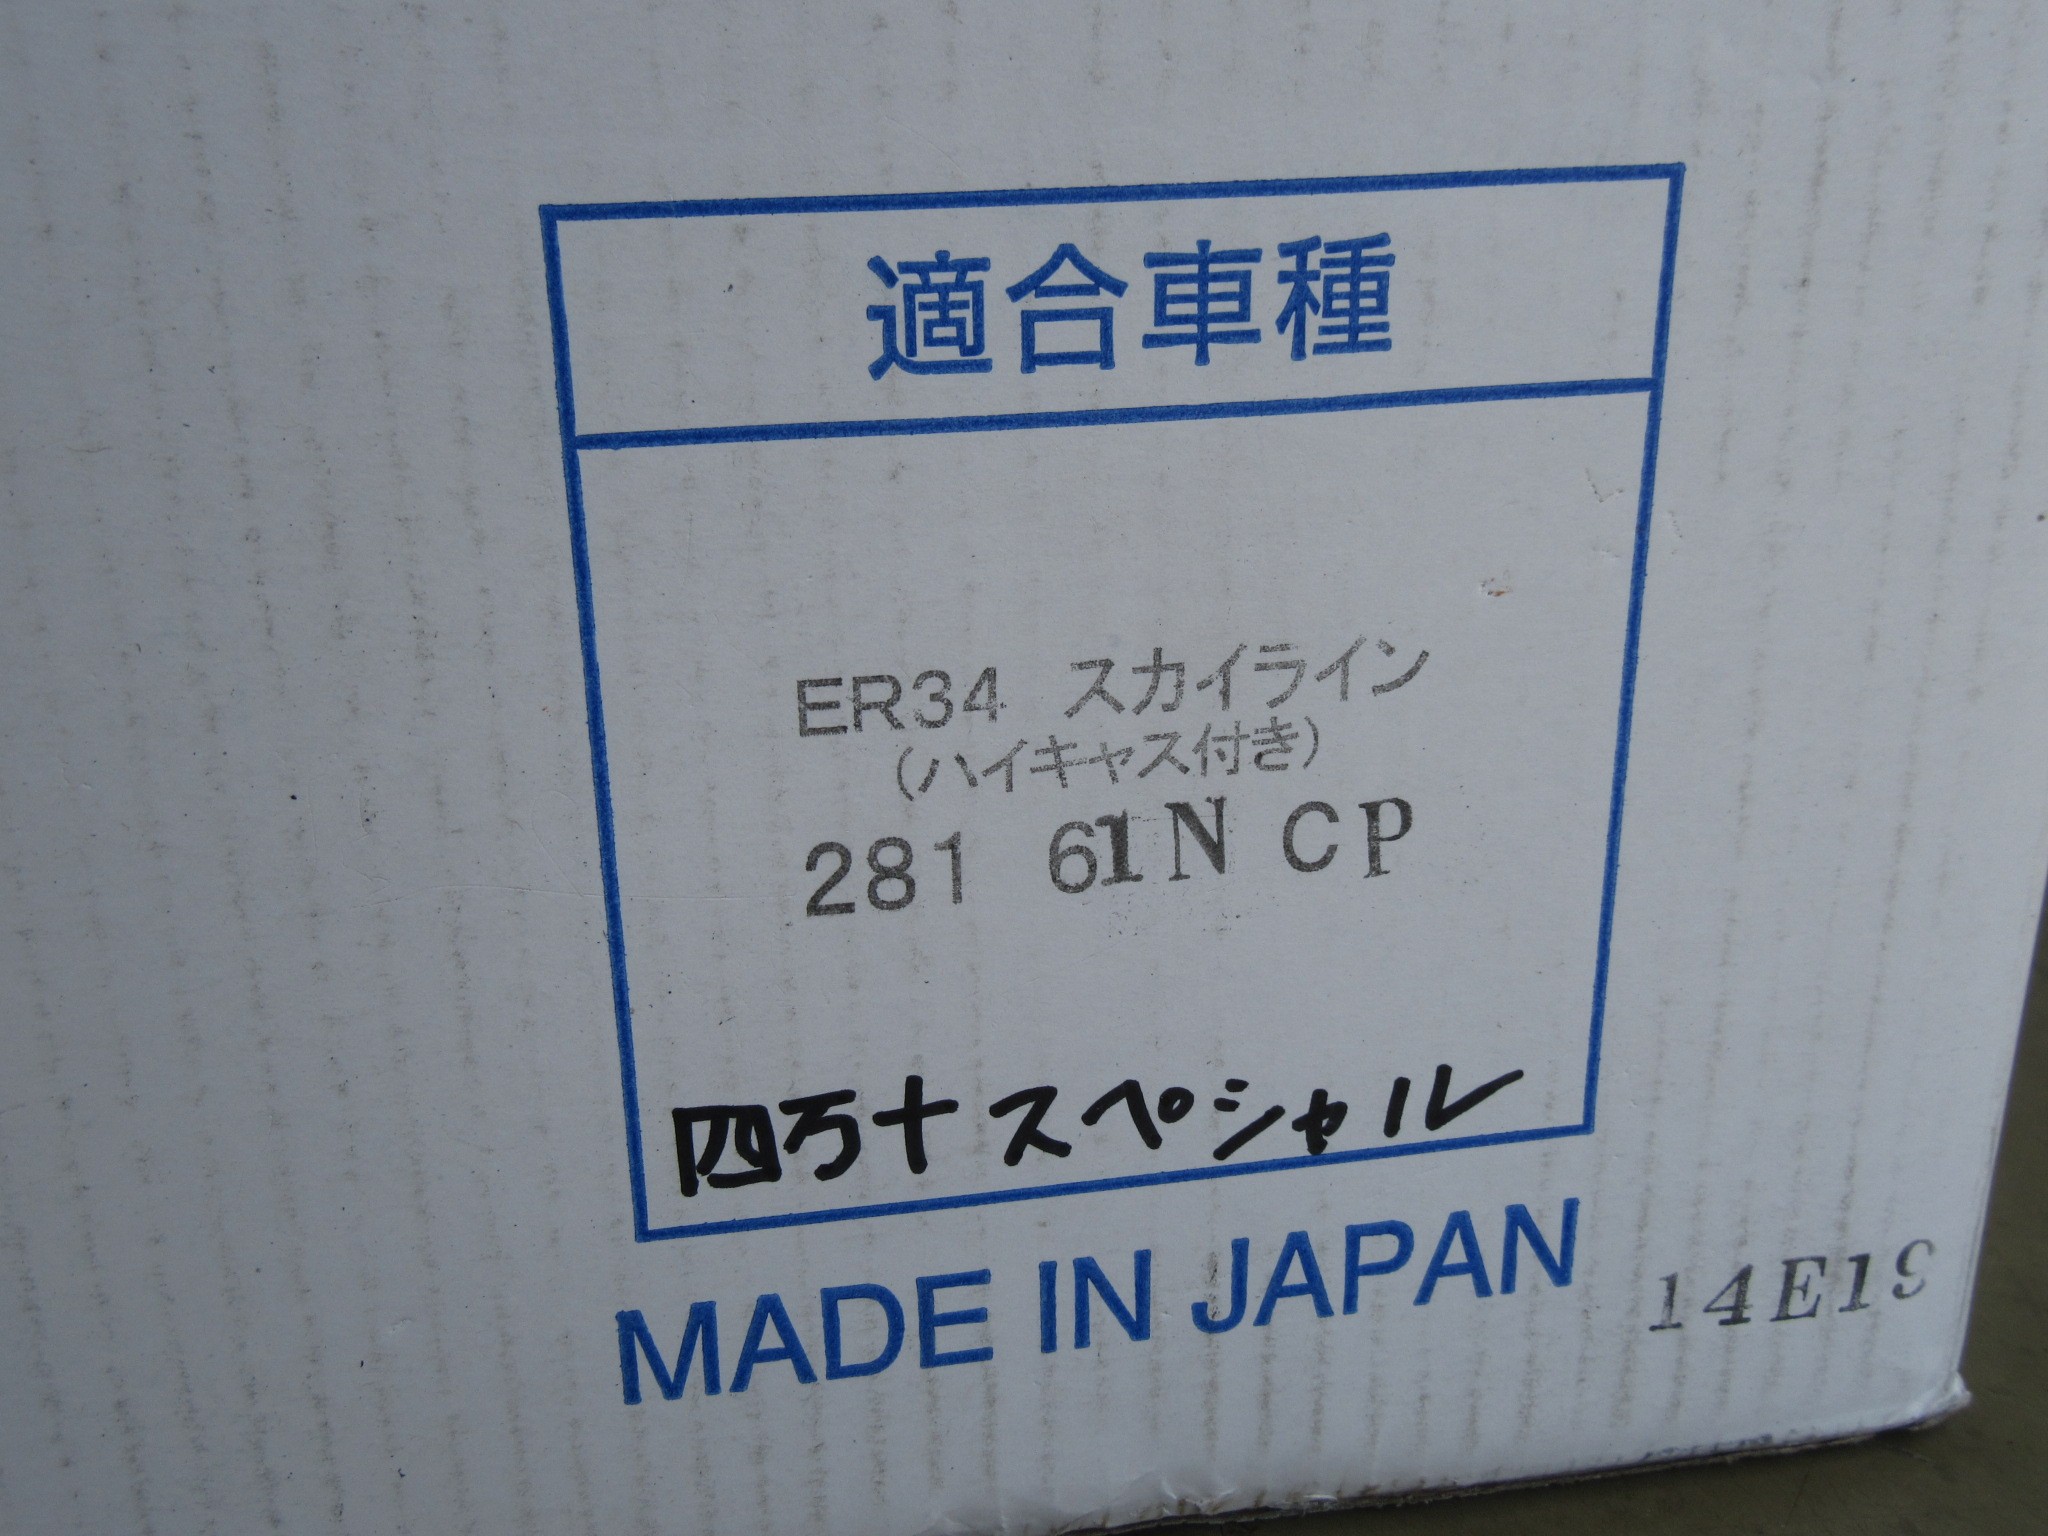 適合車種
ER34 スカイライン
(ハイキャス付き)
281 61N CP
四万十スペシャル
MADE IN JAPAN
14E19